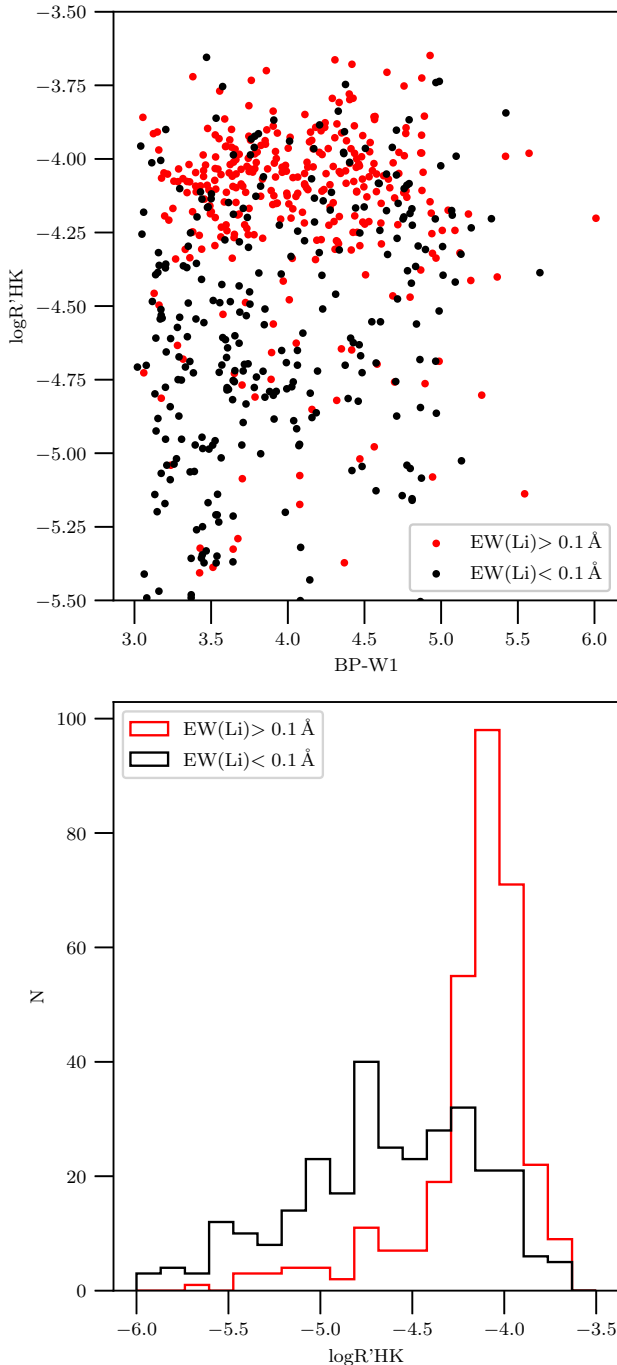 −3.50
−3.75
−4.00
−4.25
−4.50
−4.75
−5.00
−5.25
−5.50
logR'HK
EW(Li)> 0.1 Å
EW(Li)< 0.1 Å
3.0 3.5 4.0 4.5 5.0 5.5 6.0
BP-W1
EW(Li)> 0.1 Å
EW(Li)< 0.1 Å
100
80
60
40
20
0
N
−6.0 −5.5 −5.0 −4.5 −4.0 −3.5
logR'HK